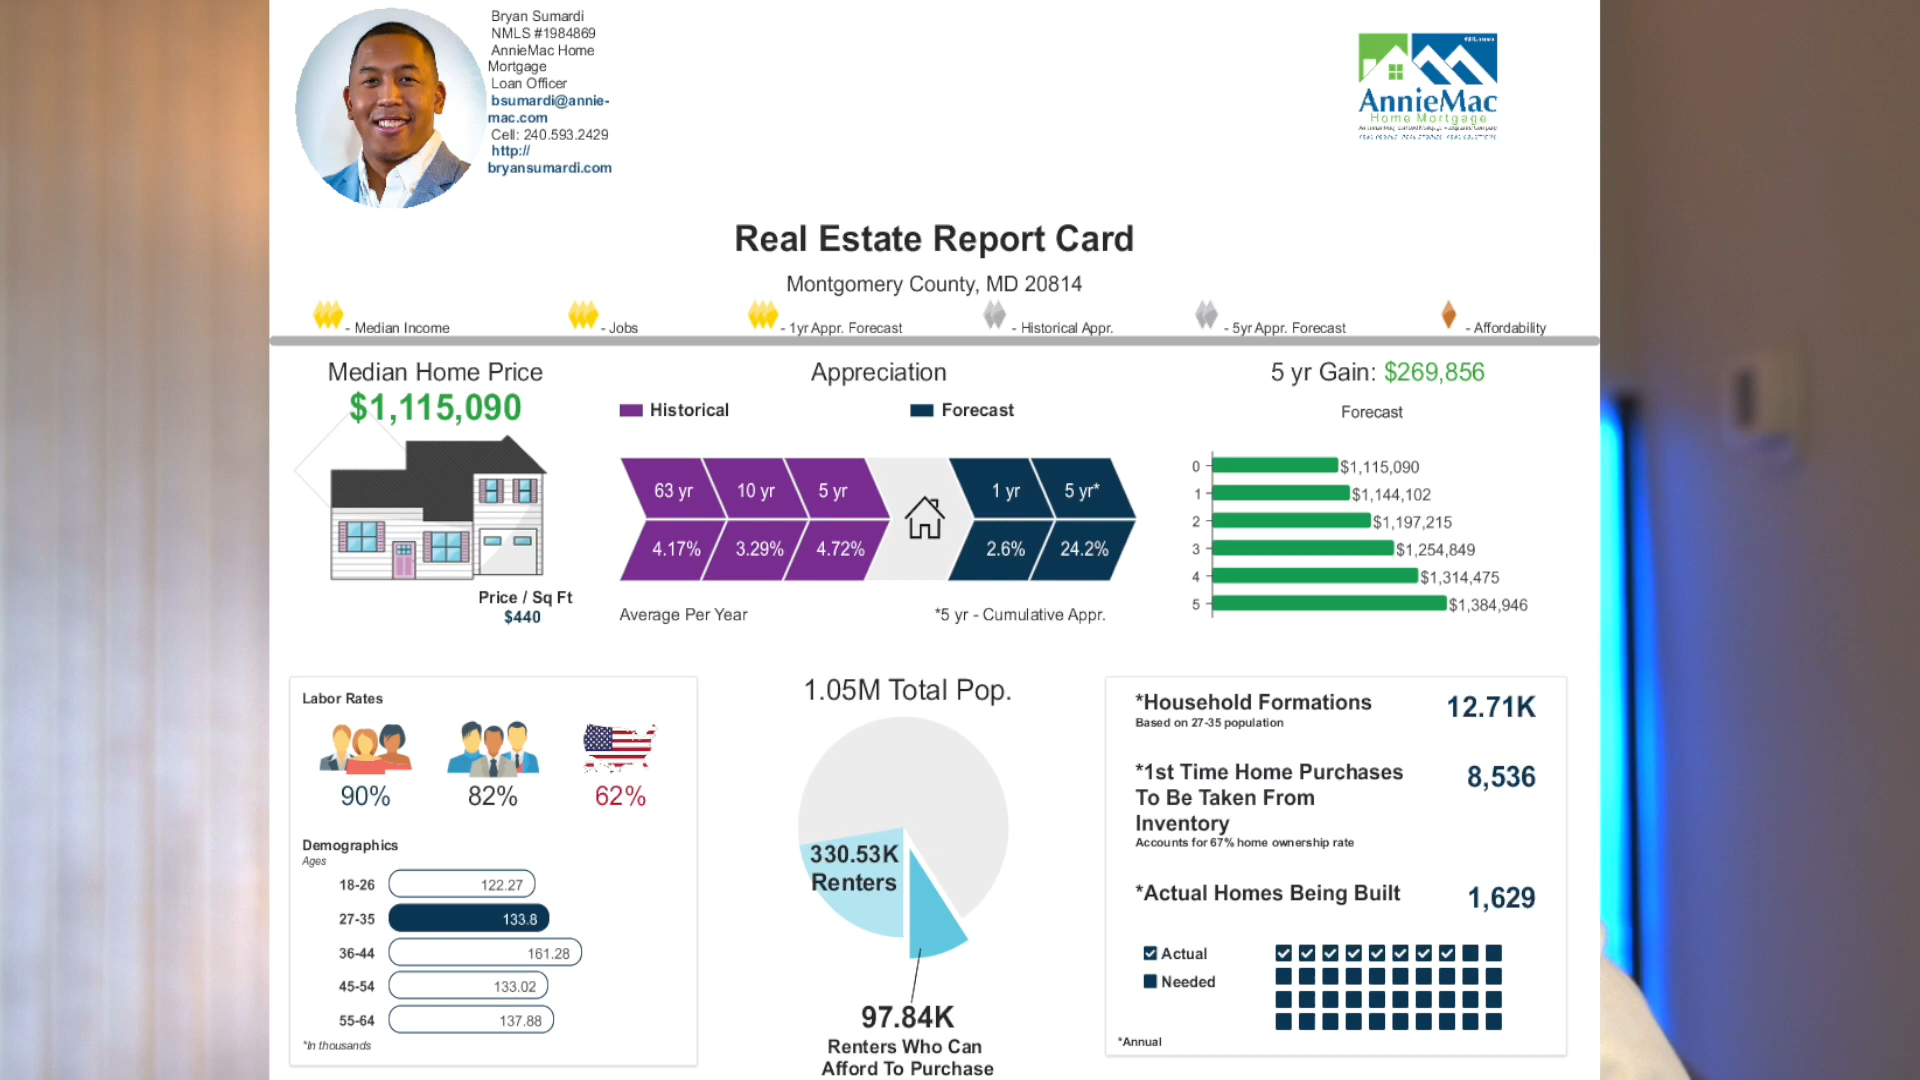 Bryan Sumardi
NMLS #1984869
AnnieMac Home
Mortgage
Loan Officer
bsumardi@annie-
mac.com
Cell: 240.593.2429
http://
bryansumardi.com
AnnieMac
Home Mortgage
Real Estate Report Card
Montgomery County, MD 20814
- Median Income
- Jobs
- 1yr Appr. Forecast
- Historical Appr.
- 5yr Appr. Forecast
- Affordability
Median Home Price
$1,115,090
Price / Sq Ft
$440
Appreciation
Historical
Forecast
63 yr
10 yr
5 yr
1 yr
5 yr*
4.17%
3.29%
4.72%
2.6%
24.2%
Average Per Year
*5 yr - Cumulative Appr.
5 yr Gain: $269,856
Forecast
0 $1,115,090
1 $1,144,102
2 $1,197,215
3 $1,254,849
4 $1,314,475
5 $1,384,946
Labor Rates
90%
82%
62%
Demographics
Ages
18-26 122.27
27-35 133.8
36-44 161.28
45-54 133.02
55-64 137.88
*In thousands
1.05M Total Pop.
330.53K
Renters
97.84K
Renters Who Can
Afford To Purchase
*Household Formations 12.71K
Based on 27-35 population
*1st Time Home Purchases 8,536
To Be Taken From
Inventory
Accounts for 67% home ownership rate
*Actual Homes Being Built 1,629
Actual
Needed
*Annual